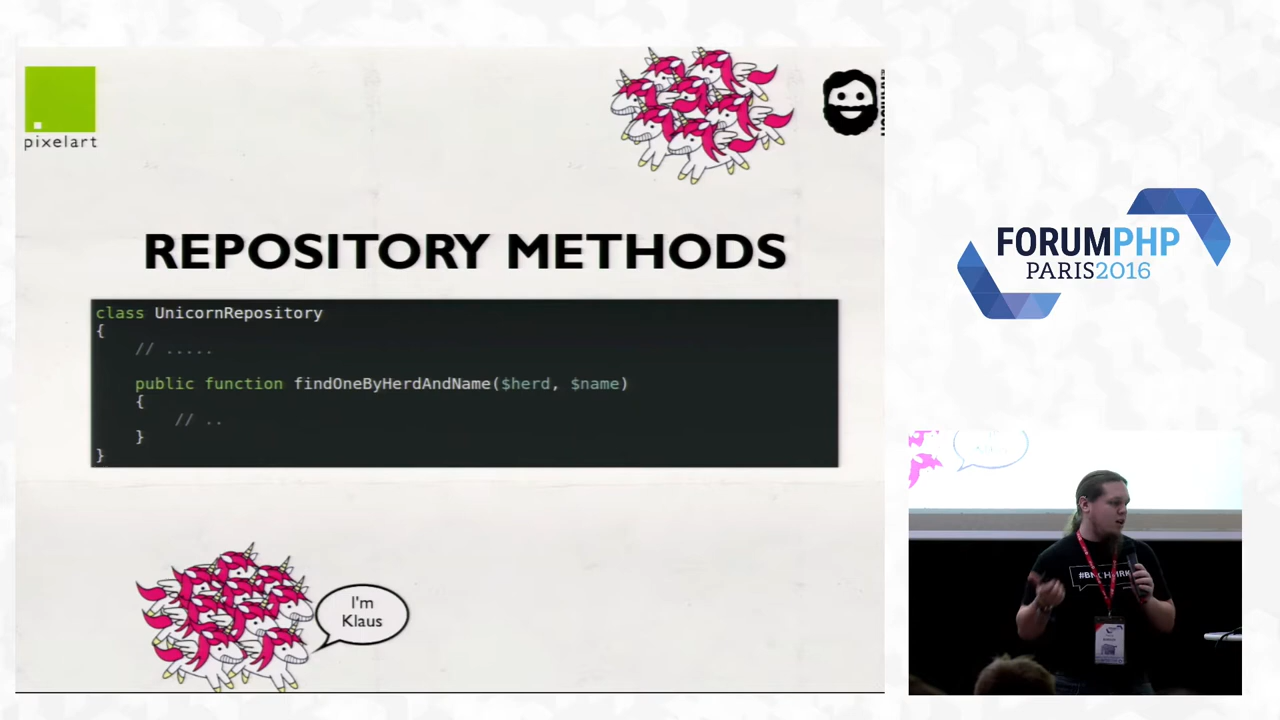 pixelart
REPOSITORY METHODS
class UnicornRepository
{
// .....
public function findOneByHerdAndName($herd, $name)
{
// ..
}
}
I'm
Klaus
FORUMPHP
PARIS2016